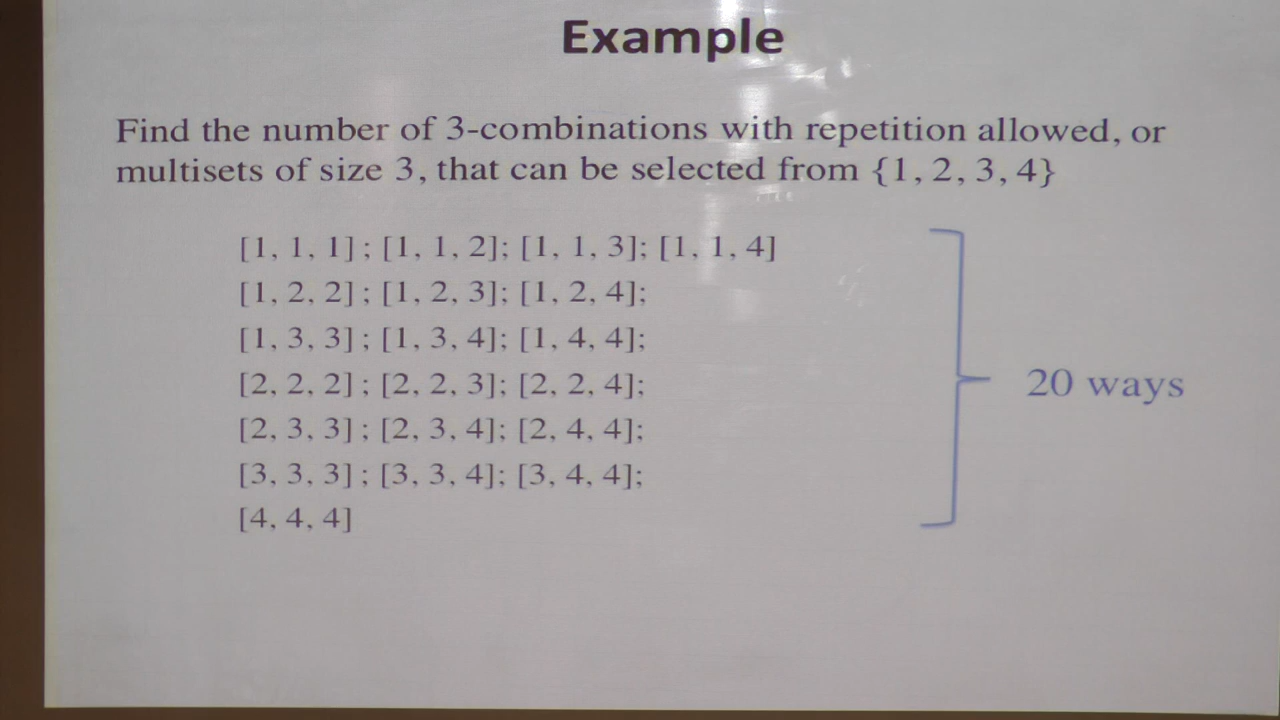 Example
Find the number of 3-combinations with repetition allowed, or
multisets of size 3, that can be selected from {1, 2, 3, 4}
[1, 1, 1] ; [1, 1, 2]; [1, 1, 3]; [1, 1, 4]
[1, 2, 2] ; [1, 2, 3]; [1, 2, 4];
[1, 3, 3] ; [1, 3, 4]; [1, 4, 4];
[2, 2, 2] ; [2, 2, 3]; [2, 2, 4];
[2, 3, 3] ; [2, 3, 4]; [2, 4, 4];
[3, 3, 3] ; [3, 3, 4]; [3, 4, 4];
[4, 4, 4]
20 ways